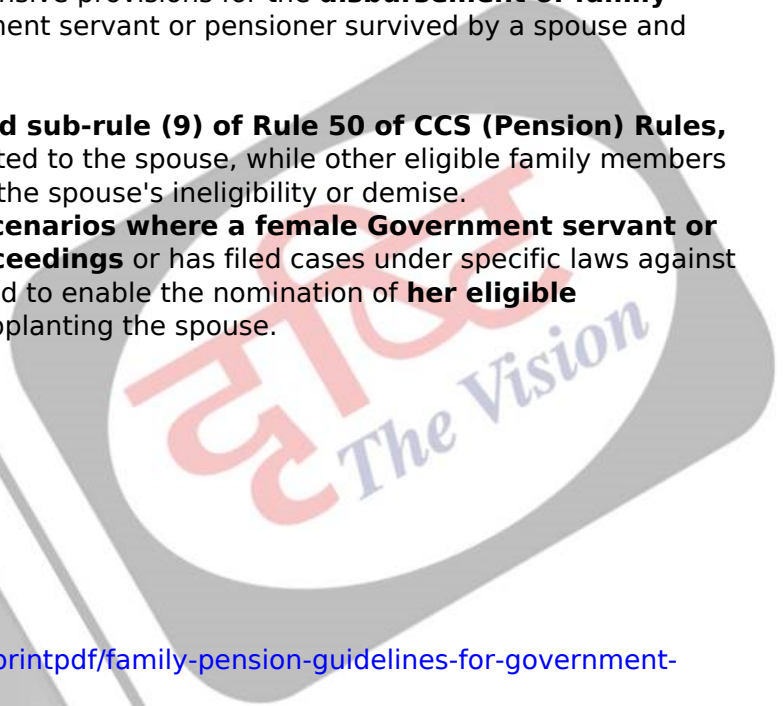 nsive provisions for the disbursement of family
nent servant or pensioner survived by a spouse and
d sub-rule (9) of Rule 50 of CCS (Pension) Rules,
ted to the spouse, while other eligible family members
the spouse's ineligibility or demise.
cenarios where a female Government servant or
ceedings or has filed cases under specific laws against
d to enable the nomination of her eligible
pplanting the spouse.
दृष्टि
The Vision
printpdf/family-pension-guidelines-for-government-